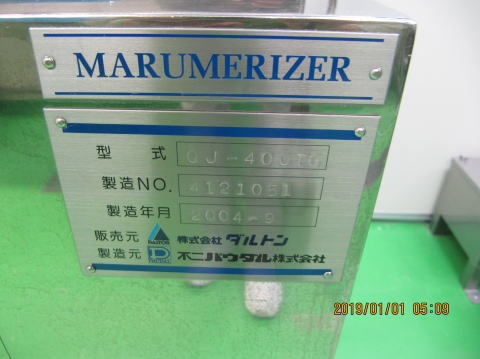 MARUMERIZER
型式 QJ-400TG
製造NO. 4121051
製造年月 2004-9
販売元 株式会社 ダルトン
製造元 不二パウダル株式会社
2019/01/01 05:09